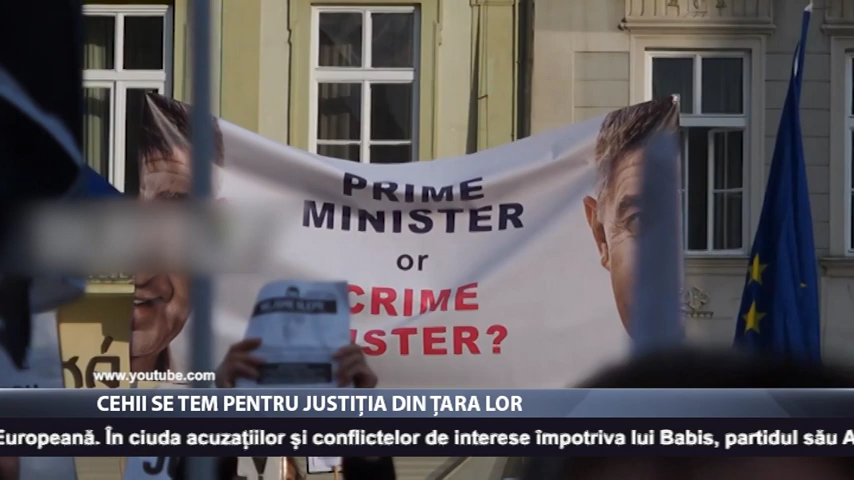 PRIME
MINISTER
or
CRIME
ISTER?
www.youtube.com
CEHII SE TEM PENTRU JUSTIȚIA DIN ȚARA LOR
Europeană. În ciuda acuzațiilor și conflictelor de interese împotriva lui Babis, partidul său A